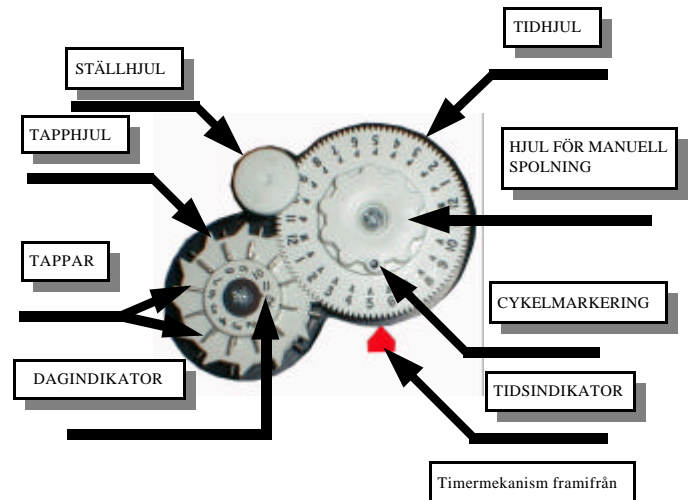 TIDHJUL
STÄLLHJUL
TAPPHJUL
HJUL FÖR MANUELL
SPOLNING
TAPPAR
CYKELMARKERING
DAGINDIKATOR
TIDSINDIKATOR
Timermekanism framifrån